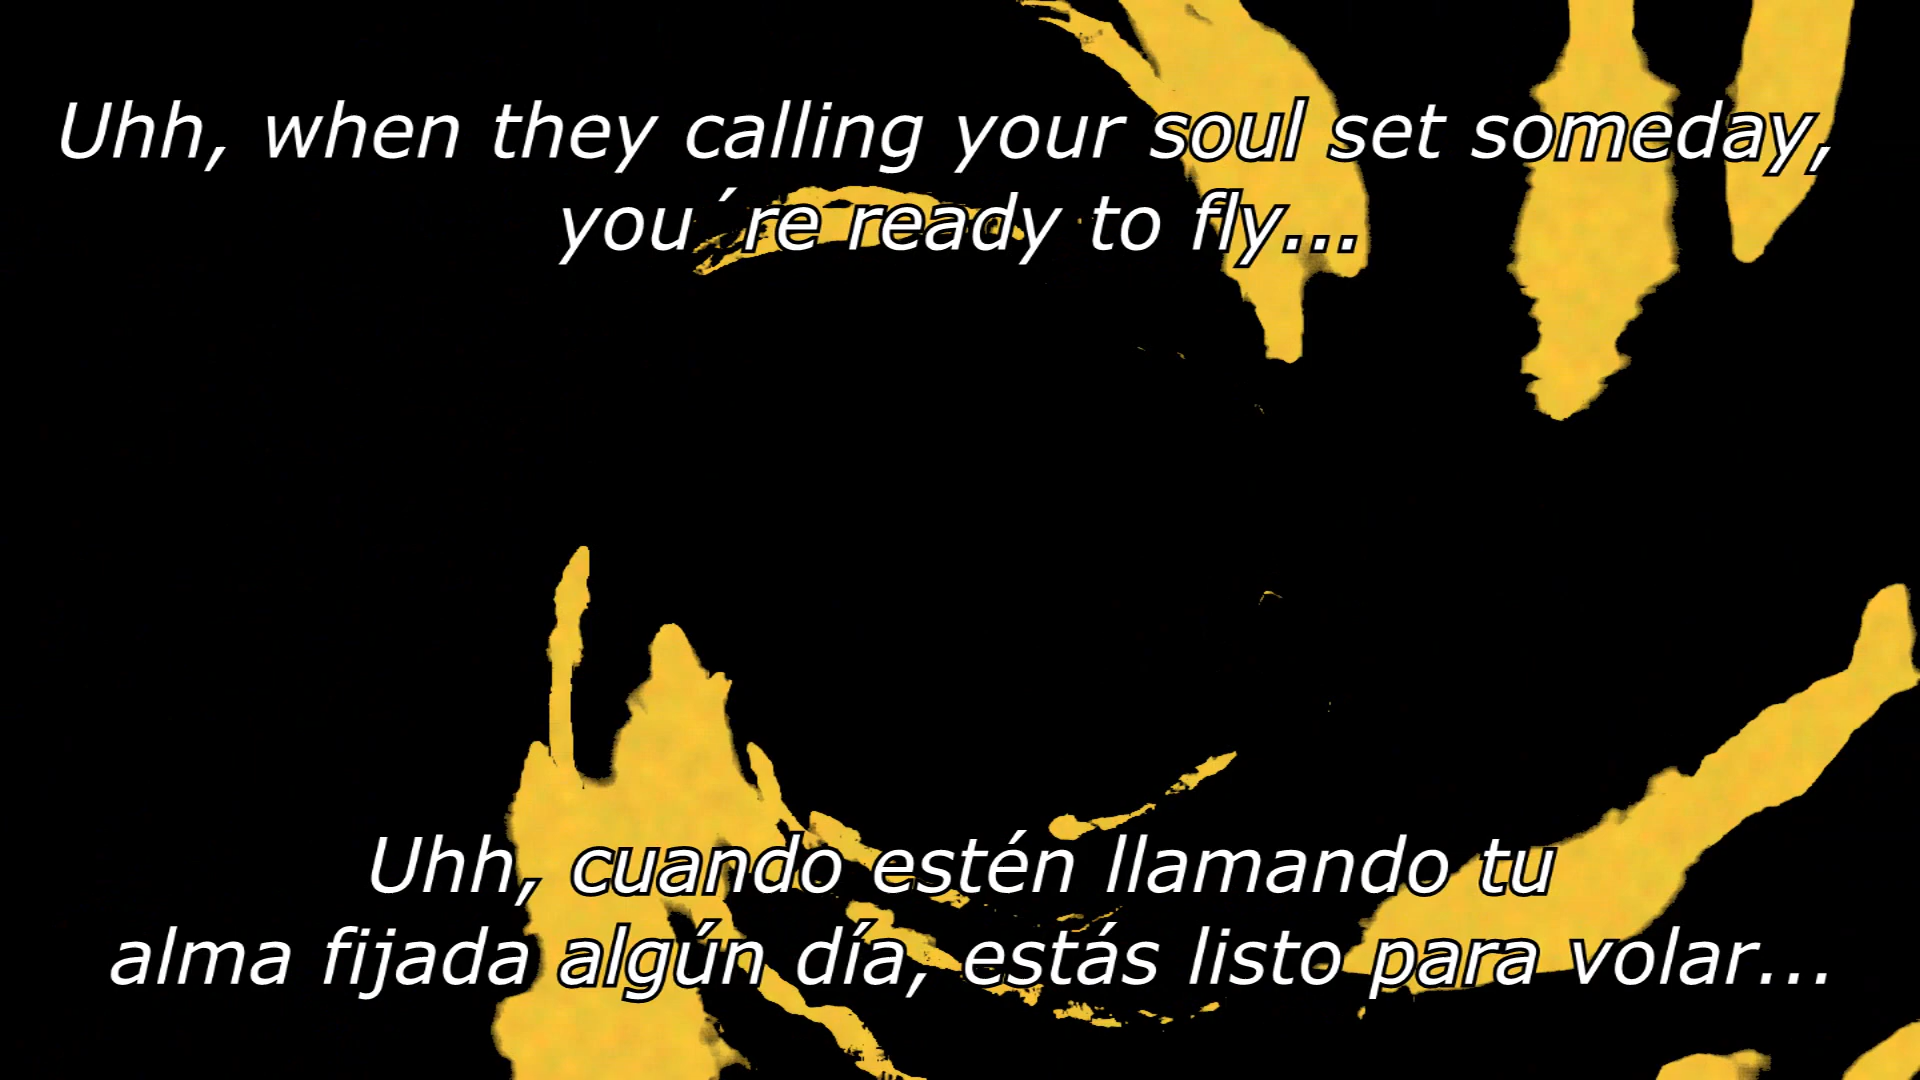 Uhh, when they calling your soul set someday,
you´re ready to fly...
Uhh, cuando estén llamando tu
alma fijada algún día, estás listo para volar...